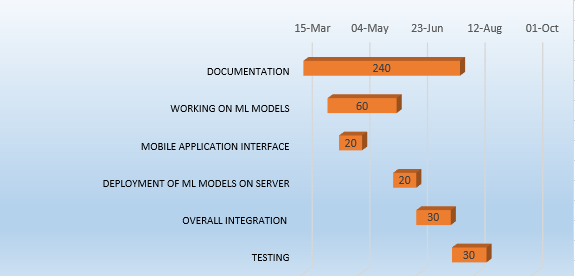 15-Mar 04-May 23-Jun 12-Aug 01-Oct
DOCUMENTATION 240
WORKING ON ML MODELS 60
MOBILE APPLICATION INTERFACE 20
DEPLOYMENT OF ML MODELS ON SERVER 20
OVERALL INTEGRATION 30
TESTING 30